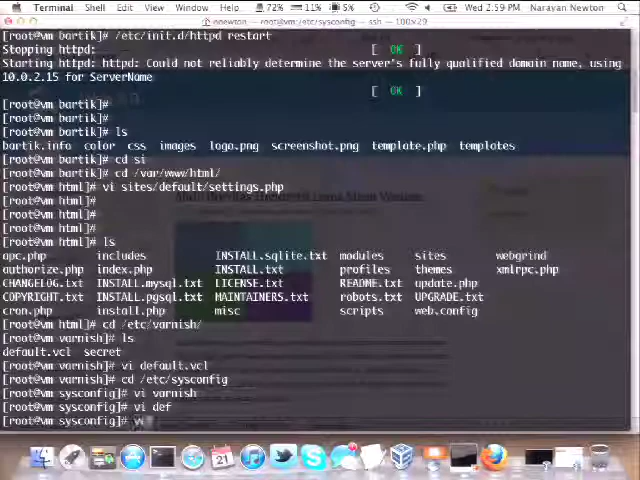 Terminal Shell Edit View Window Help 72% 11% 5% Wed 2:59 PM Narayan Newton
nnewton@vm:/etc/sysconfig — ssh — 100x29
[root@vm bartik]# /etc/init.d/httpd restart
Stopping httpd: [ OK ]
Starting httpd: httpd: Could not reliably determine the server's fully qualified domain name, using
10.0.2.15 for ServerName
[ OK ]
[root@vm bartik]#
[root@vm bartik]#
[root@vm bartik]# ls
bartik.info color css images logo.png screenshot.png template.php templates
[root@vm bartik]# cd si
[root@vm bartik]# cd /var/www/html/
[root@vm html]# vi sites/default/settings.php
[root@vm html]#
[root@vm html]#
[root@vm html]# ls
apc.php includes INSTALL.sqlite.txt modules sites webgrind
authorize.php index.php INSTALL.txt profiles themes xmlrpc.php
CHANGELOG.txt INSTALL.mysql.txt LICENSE.txt README.txt update.php
COPYRIGHT.txt INSTALL.pgsql.txt MAINTAINERS.txt robots.txt UPGRADE.txt
cron.php install.php misc scripts web.config
[root@vm html]# cd /etc/varnish/
[root@vm varnish]# ls
default.vcl secret
[root@vm varnish]# vi default.vcl
[root@vm varnish]# cd /etc/sysconfig
[root@vm sysconfig]# vi varnish
[root@vm sysconfig]# vi def
[root@vm sysconfig]#